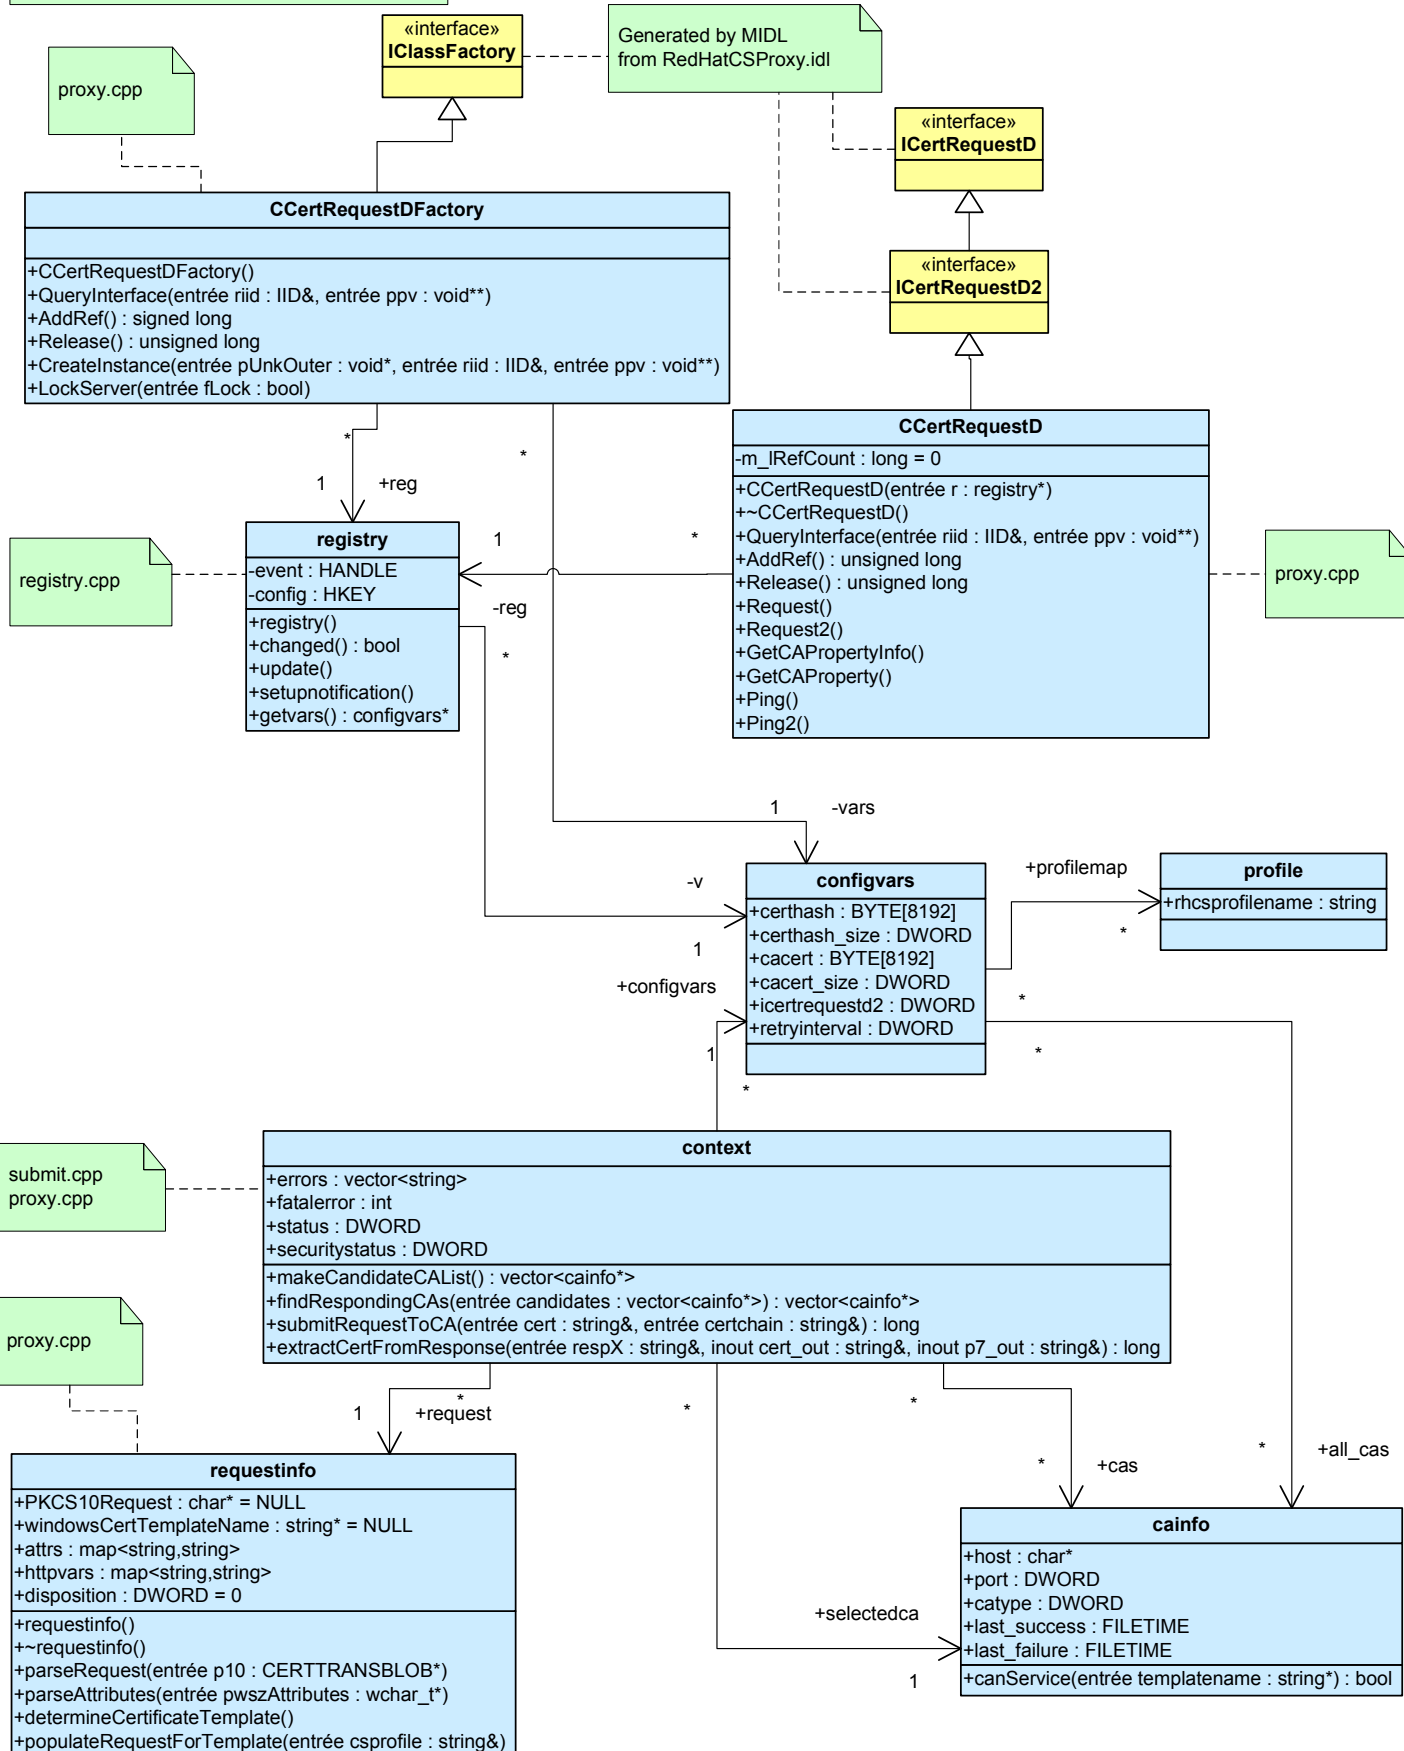 «interface»
IClassFactory
Generated by MIDL
from RedHatCSProxy.idl
proxy.cpp
«interface»
ICertRequestD
CCertRequestDFactory
+CCertRequestDFactory()
+QueryInterface(entrée riid : IID&, entrée ppv : void**)
+AddRef() : signed long
+Release() : unsigned long
+CreateInstance(entrée pUnkOuter : void*, entrée riid : IID&, entrée ppv : void**)
+LockServer(entrée fLock : bool)
«interface»
ICertRequestD2
*
1
+reg
*
CCertRequestD
-m_lRefCount : long = 0
+CCertRequestD(entrée r : registry*)
+~CCertRequestD()
+QueryInterface(entrée riid : IID&, entrée ppv : void**)
+AddRef() : unsigned long
+Release() : unsigned long
+Request()
+Request2()
+GetCAPropertyInfo()
+GetCAProperty()
+Ping()
+Ping2()
proxy.cpp
registry.cpp
registry
-event : HANDLE
-config : HKEY
+registry()
+changed() : bool
+update()
+setupnotification()
+getvars() : configvars*
1
*
-reg
*
1
-vars
-v
1
configvars
+certhash : BYTE[8192]
+certhash_size : DWORD
+cacert : BYTE[8192]
+cacert_size : DWORD
+icertrequestd2 : DWORD
+retryinterval : DWORD
+profilemap
*
*
profile
+rhcsprofilename : string
+configvars
1
*
*
submit.cpp
proxy.cpp
context
+errors : vector<string>
+fatalerror : int
+status : DWORD
+securitystatus : DWORD
+makeCandidateCAList() : vector<cainfo*>
+findRespondingCAs(entrée candidates : vector<cainfo*>) : vector<cainfo*>
+submitRequestToCA(entrée cert : string&, entrée certchain : string&) : long
+extractCertFromResponse(entrée respX : string&, inout cert_out : string&, inout p7_out : string&) : long
proxy.cpp
*
1
+request
*
*
*
+cas
*
+all_cas
requestinfo
+PKCS10Request : char* = NULL
+windowsCertTemplateName : string* = NULL
+attrs : map<string,string>
+httpvars : map<string,string>
+disposition : DWORD = 0
+requestinfo()
+~requestinfo()
+parseRequest(entrée p10 : CERTTRANSBLOB*)
+parseAttributes(entrée pwszAttributes : wchar_t*)
+determineCertificateTemplate()
+populateRequestForTemplate(entrée csprofile : string&)
+selectedca
1
cainfo
+host : char*
+port : DWORD
+catype : DWORD
+last_success : FILETIME
+last_failure : FILETIME
+canService(entrée templatename : string*) : bool